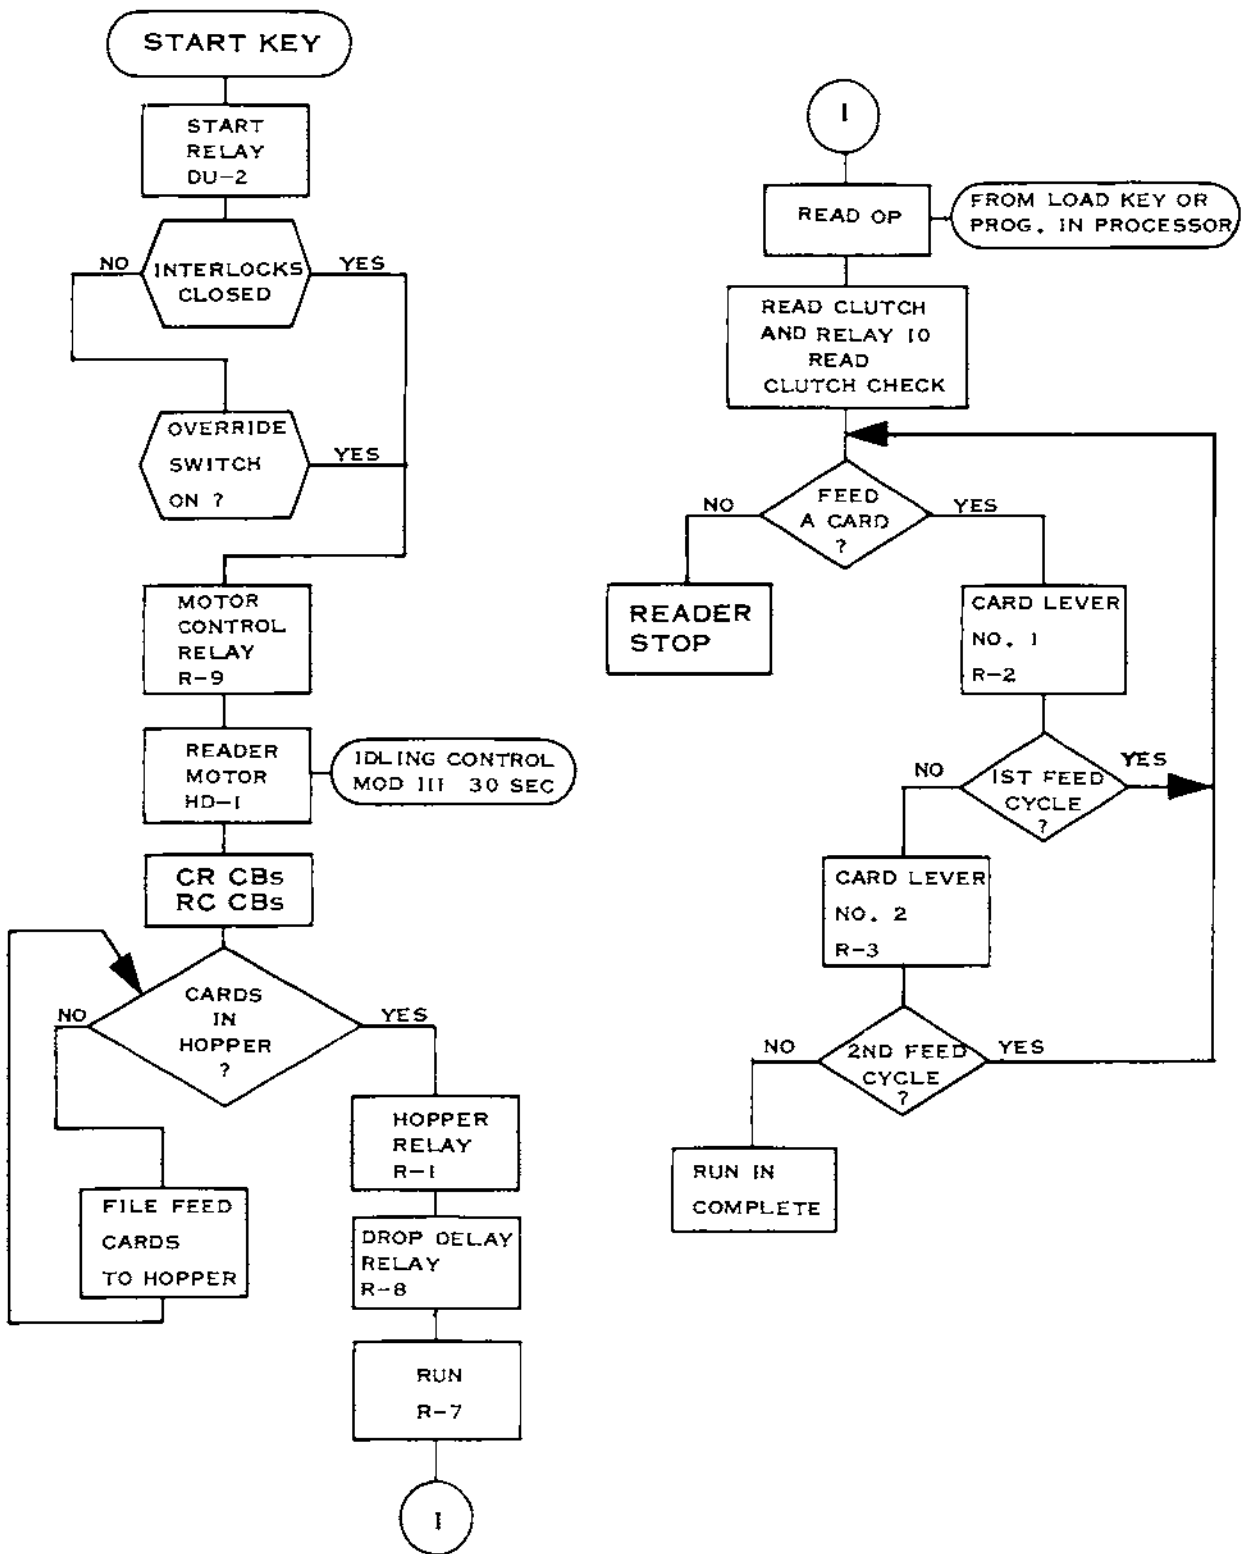 START KEY
START
RELAY
DU-2
NO
INTERLOCKS
CLOSED
YES
OVERRIDE
SWITCH
ON ?
YES
MOTOR
CONTROL
RELAY
R-9
READER
MOTOR
HD-1
IDLING CONTROL
MOD III 30 SEC
CR CBs
RC CBs
NO
CARDS
IN
HOPPER
?
YES
FILE FEED
CARDS
TO HOPPER
HOPPER
RELAY
R-1
DROP DELAY
RELAY
R-8
RUN
R-7
1
1
READ OP
FROM LOAD KEY OR
PROG. IN PROCESSOR
READ CLUTCH
AND RELAY 10
READ
CLUTCH CHECK
NO
FEED
A CARD
?
YES
READER
STOP
CARD LEVER
NO. 1
R-2
NO
1ST FEED
CYCLE
?
YES
CARD LEVER
NO. 2
R-3
NO
2ND FEED
CYCLE
?
YES
RUN IN
COMPLETE